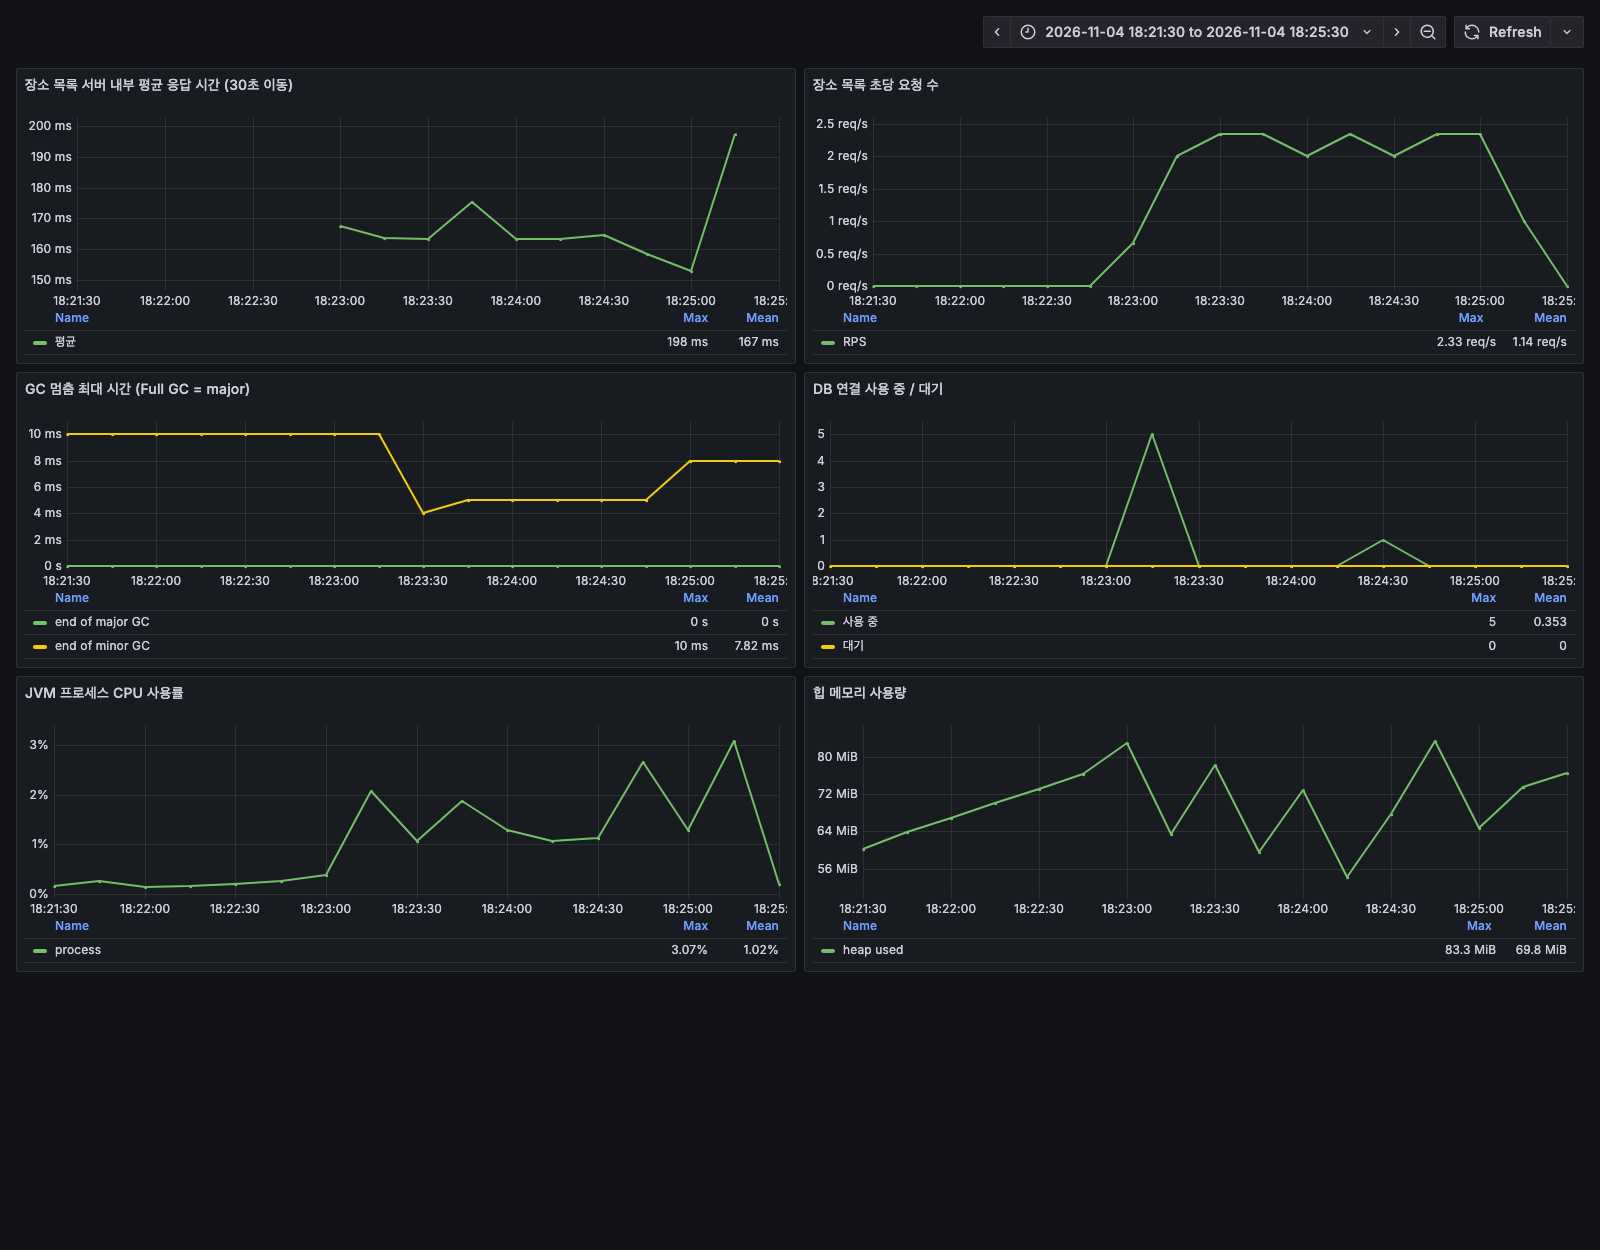 2026-11-04 18:21:30 to 2026-11-04 18:25:30
Refresh
장소 목록 서버 내부 평균 응답 시간 (30초 이동)
200 ms
190 ms
180 ms
170 ms
160 ms
150 ms
18:21:30 18:22:00 18:22:30 18:23:00 18:23:30 18:24:00 18:24:30 18:25:00 18:25:
Name Max Mean
평균 198 ms 167 ms
장소 목록 초당 요청 수
2.5 req/s
2 req/s
1.5 req/s
1 req/s
0.5 req/s
0 req/s
18:21:30 18:22:00 18:22:30 18:23:00 18:23:30 18:24:00 18:24:30 18:25:00 18:25:
Name Max Mean
RPS 2.33 req/s 1.14 req/s
GC 멈춤 최대 시간 (Full GC = major)
10 ms
8 ms
6 ms
4 ms
2 ms
0 s
18:21:30 18:22:00 18:22:30 18:23:00 18:23:30 18:24:00 18:24:30 18:25:00 18:25:
Name Max Mean
end of major GC 0 s 0 s
end of minor GC 10 ms 7.82 ms
DB 연결 사용 중 / 대기
5
4
3
2
1
0
8:21:30 18:22:00 18:22:30 18:23:00 18:23:30 18:24:00 18:24:30 18:25:00 18:25:
Name Max Mean
사용 중 5 0.353
대기 0 0
JVM 프로세스 CPU 사용률
3%
2%
1%
0%
18:21:30 18:22:00 18:22:30 18:23:00 18:23:30 18:24:00 18:24:30 18:25:00 18:25:
Name Max Mean
process 3.07% 1.02%
힙 메모리 사용량
80 MiB
72 MiB
64 MiB
56 MiB
18:21:30 18:22:00 18:22:30 18:23:00 18:23:30 18:24:00 18:24:30 18:25:00 18:25:
Name Max Mean
heap used 83.3 MiB 69.8 MiB